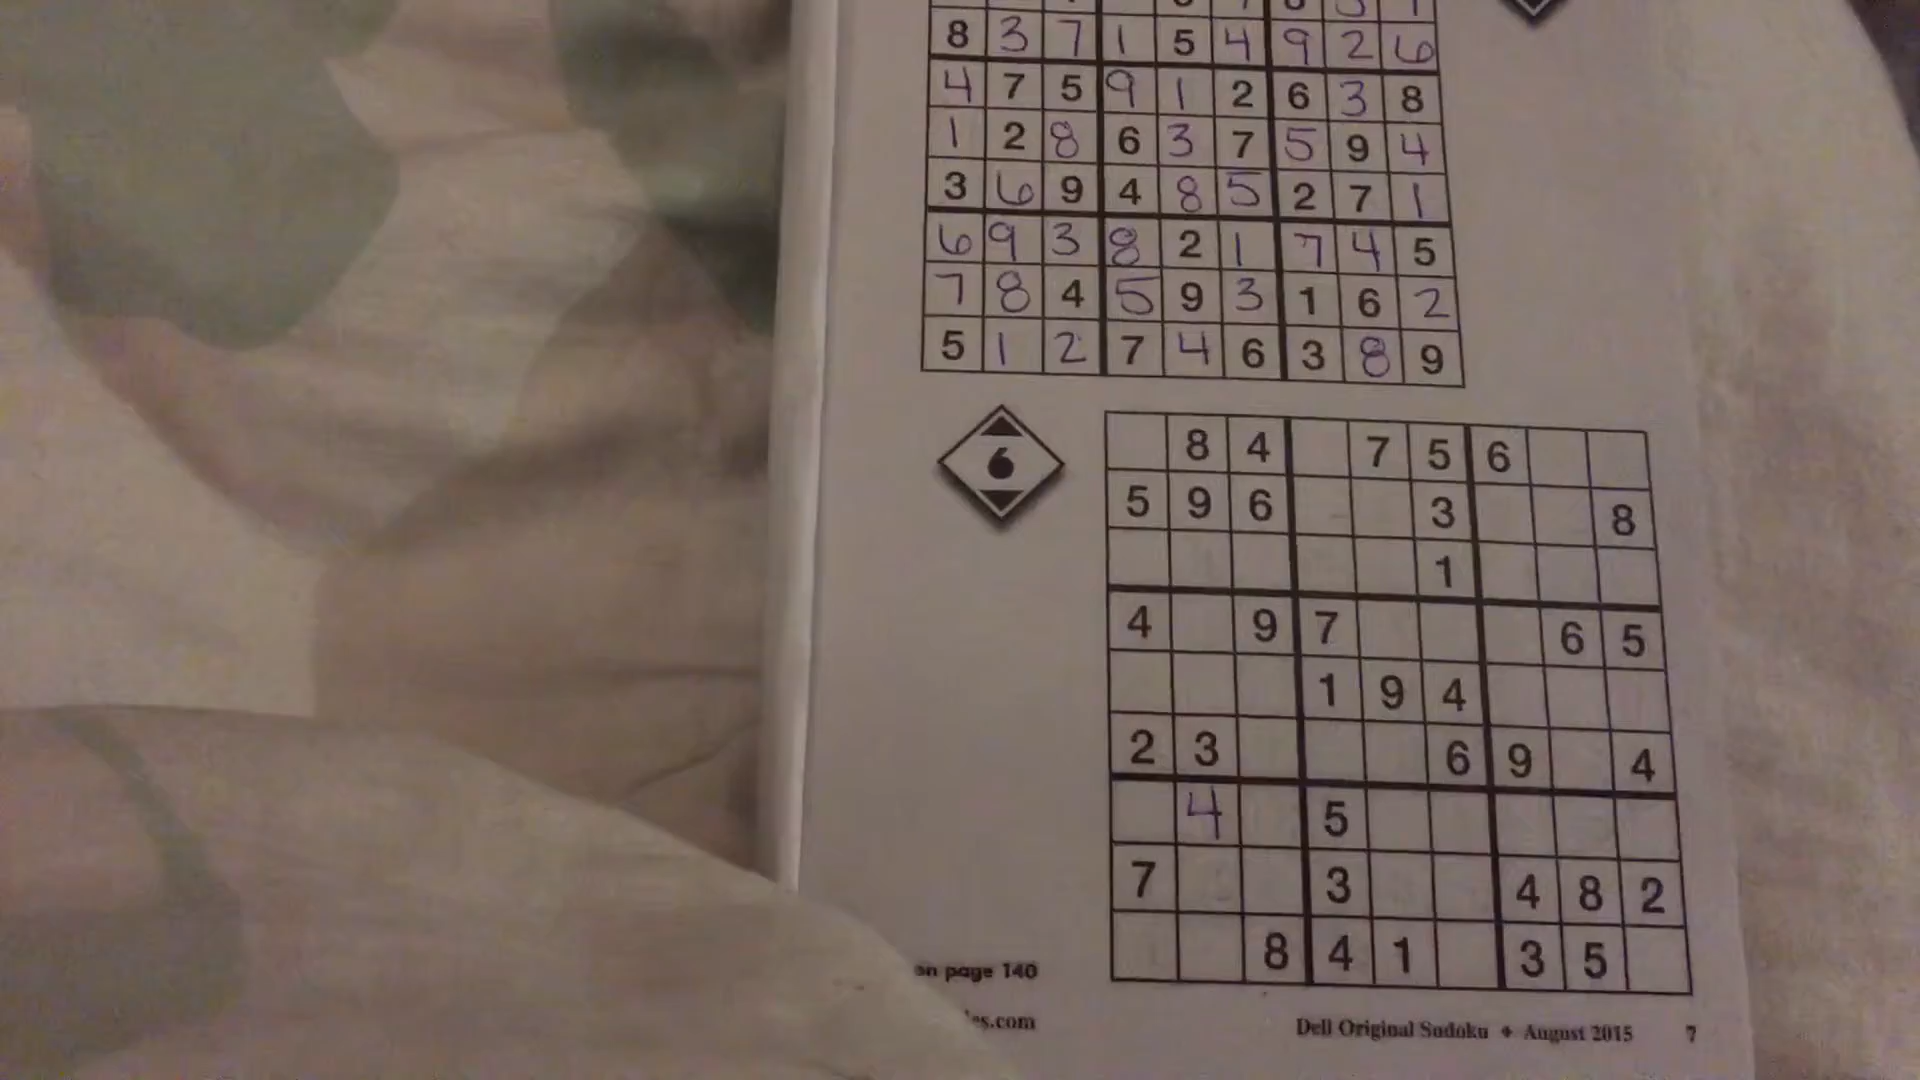 8 3 7 1 5 4 9 2 6
4 7 5 9 1 2 6 3 8
1 2 8 6 3 7 5 9 4
3 6 9 4 8 5 2 7 1
6 9 3 8 2 1 7 4 5
7 8 4 5 9 3 1 6 2
5 1 2 7 4 6 3 8 9
6
8 4 7 5 6
5 9 6 3 8
1
4 9 7 6 5
1 9 4
2 3 6 9 4
4 5
7 3 4 8 2
8 4 1 3 5
on page 140
es.com
Dell Original Sudoku ✦ August 2015 7